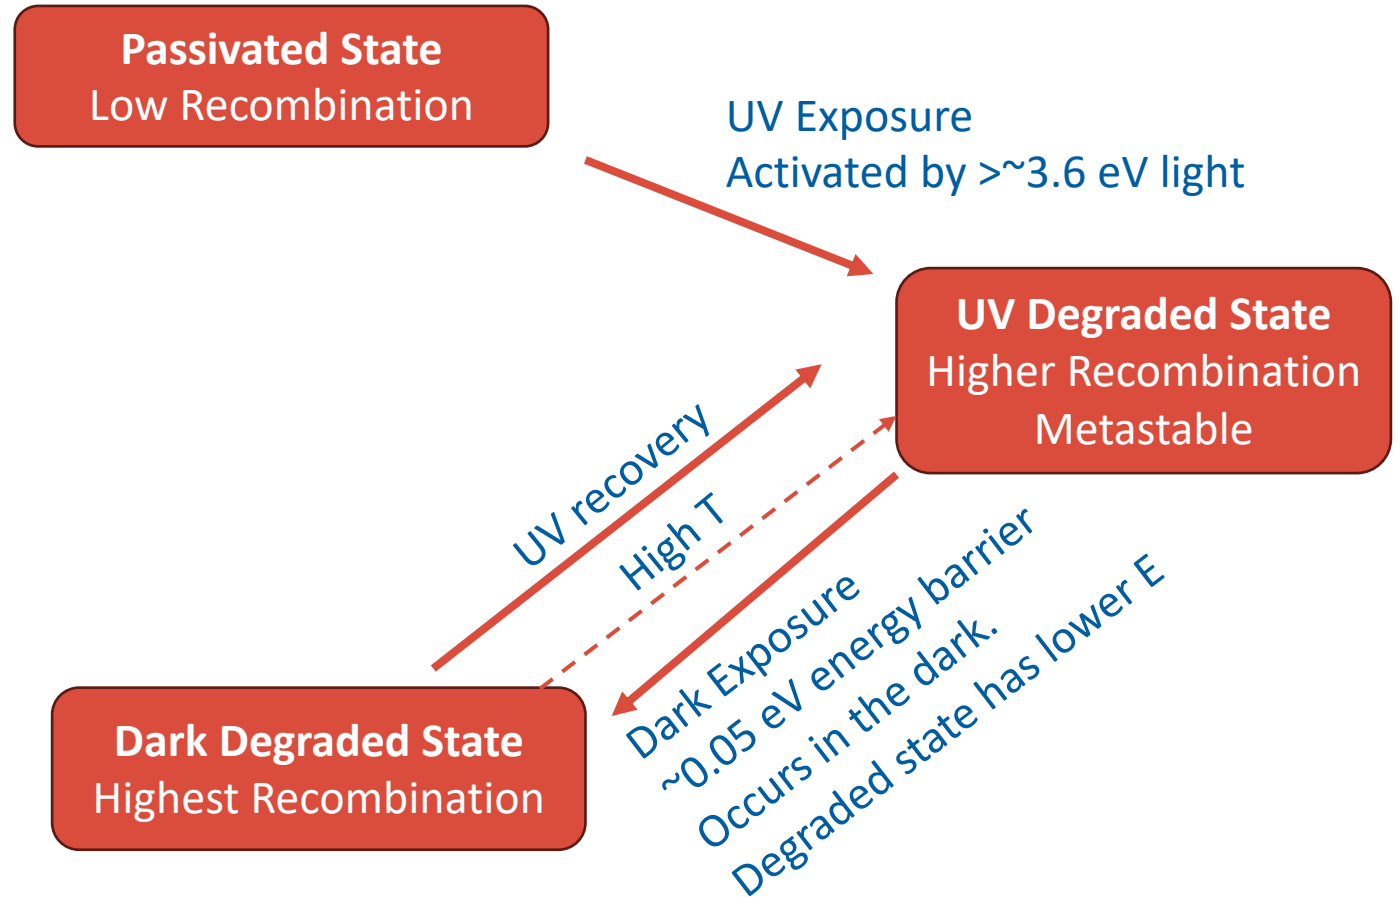 Passivated State
Low Recombination
UV Exposure
Activated by >~3.6 eV light
UV Degraded State
Higher Recombination
Metastable
UV recovery
High T
Dark Exposure
~0.05 eV energy barrier
Occurs in the dark.
Degraded state has lower E
Dark Degraded State
Highest Recombination